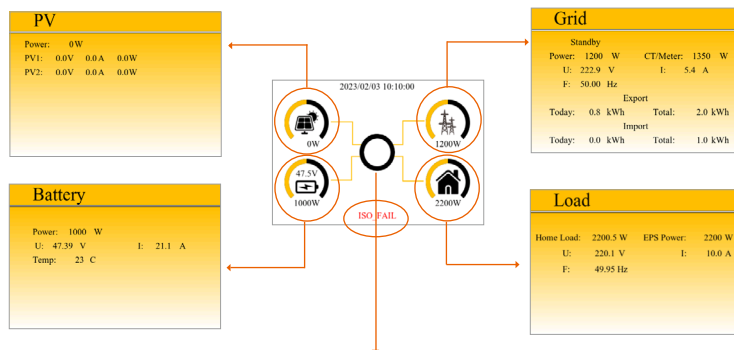 PV
Power: 0W
PV1: 0.0V 0.0A 0.0W
PV2: 0.0V 0.0A 0.0W
Grid
Standby
Power: 1200 W CT/Meter: 1350 W
U: 222.9 V I: 5.4 A
F: 50.00 Hz
Export
Today: 0.8 kWh Total: 2.0 kWh
Import
Today: 0.0 kWh Total: 1.0 kWh
2023/02/03 10:10:00
0W
1200W
47.5V
1000W
2200W
ISO_FAIL
Battery
Power: 1000 W
U: 47.39 V I: 21.1 A
Temp: 23 C
Load
Home Load: 2200.5 W EPS Power: 2200 W
U: 220.1 V I: 10.0 A
F: 49.95 Hz